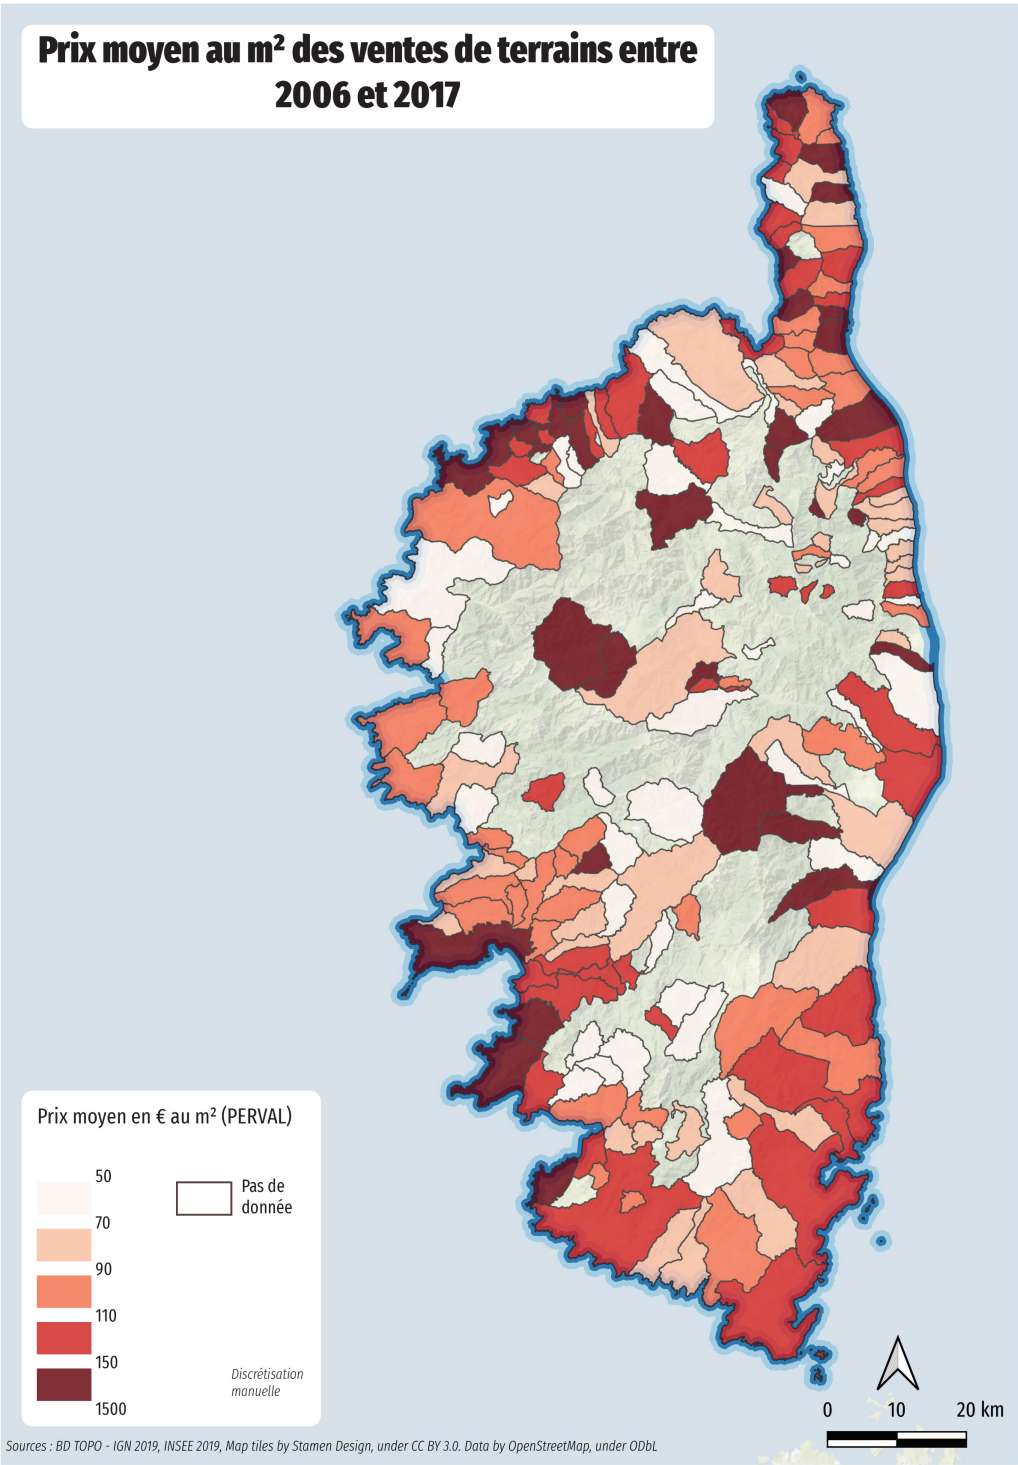 Prix moyen au m² des ventes de terrains entre
2006 et 2017
Prix moyen en € au m² (PERVAL)
50
70
90
110
150
1500
Pas de
donnée
Discrétisation
manuelle
0 10 20 km
Sources : BD TOPO - IGN 2019, INSEE 2019, Map tiles by Stamen Design, under CC BY 3.0. Data by OpenStreetMap, under ODbL